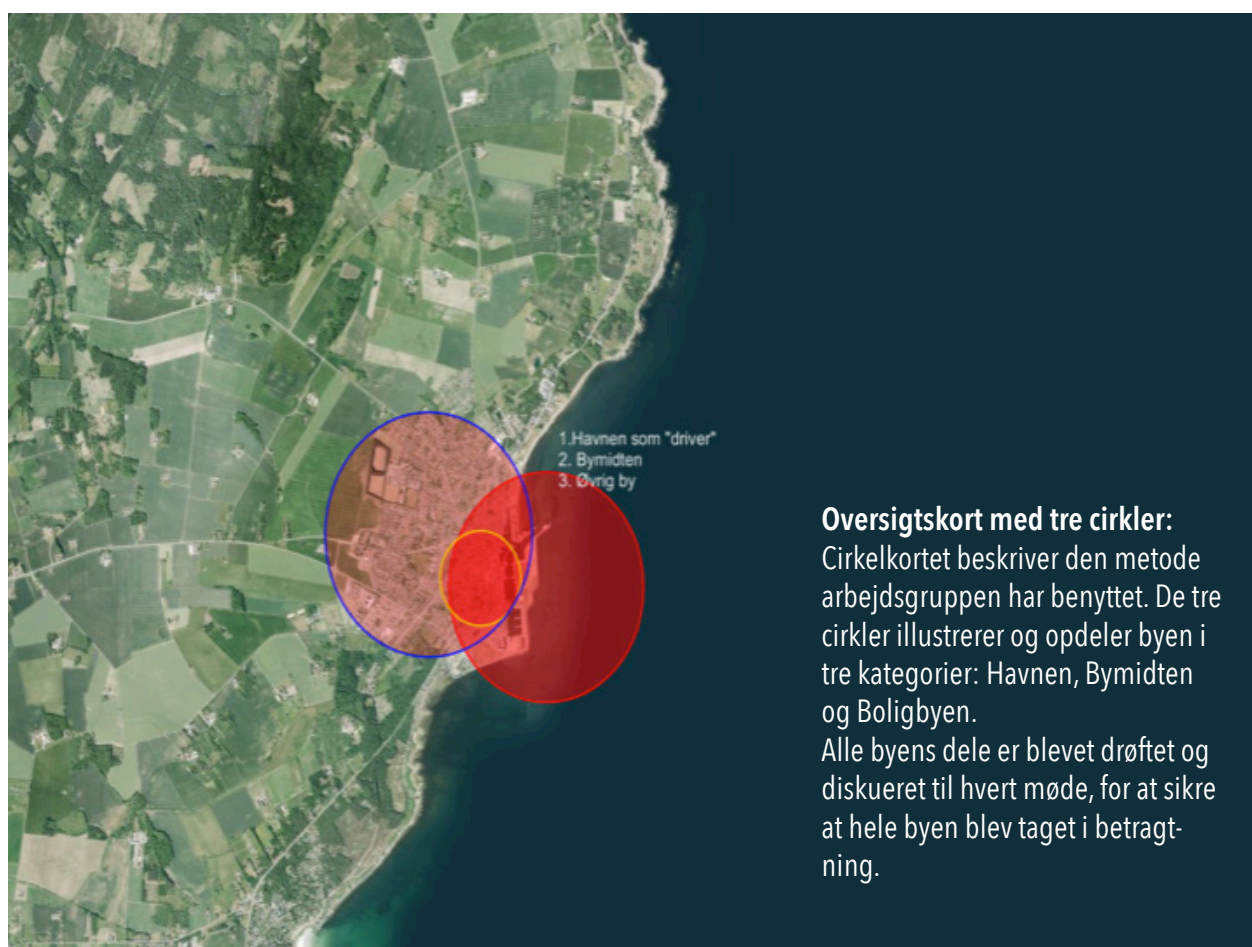 1.Havnen som "driver"
2. Bymidten
3. Øvrig by
Oversigtskort med tre cirkler:
Cirkelkortet beskriver den metode
arbejdsgruppen har benyttet. De tre
cirkler illustrerer og opdeler byen i
tre kategorier: Havnen, Bymidten
og Boligbyen.
Alle byens dele er blevet drøftet og
diskueret til hvert møde, for at sikre
at hele byen blev taget i betragt-
ning.